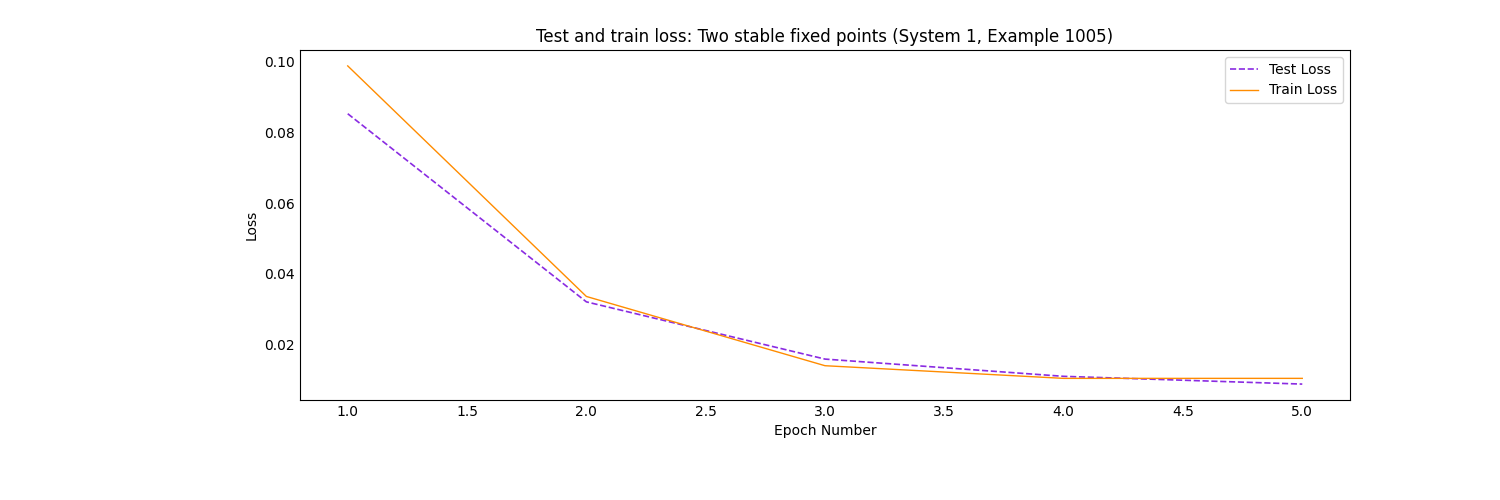 Test and train loss: Two stable fixed points (System 1, Example 1005)
Test Loss
Train Loss
0.10
0.08
0.06
0.04
0.02
Loss
1.0 1.5 2.0 2.5 3.0 3.5 4.0 4.5 5.0
Epoch Number